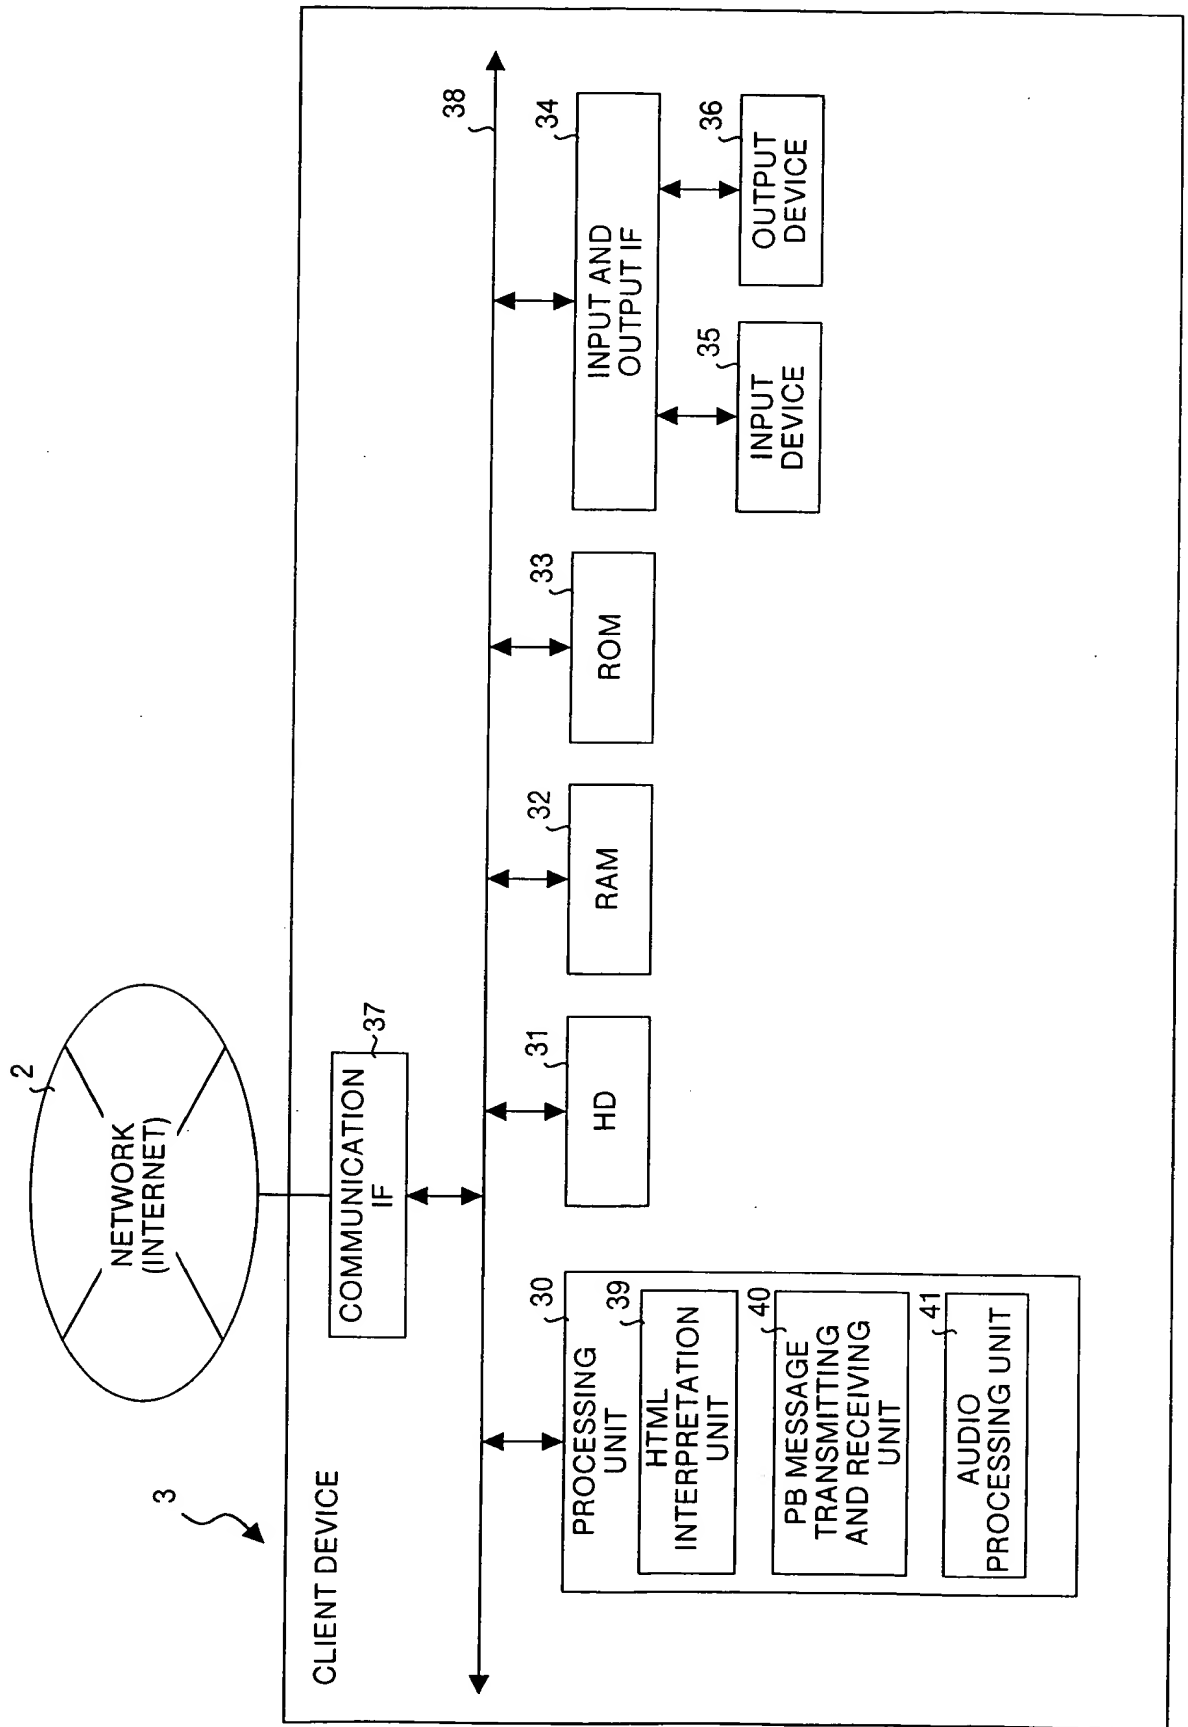 3
2
NETWORK
(INTERNET)
CLIENT DEVICE
COMMUNICATION
IF
37
38
30
PROCESSING
UNIT
39
HTML
INTERPRETATION
UNIT
40
PB MESSAGE
TRANSMITTING
AND RECEIVING
UNIT
41
AUDIO
PROCESSING UNIT
31
HD
32
RAM
33
ROM
34
INPUT AND
OUTPUT IF
35
INPUT
DEVICE
36
OUTPUT
DEVICE